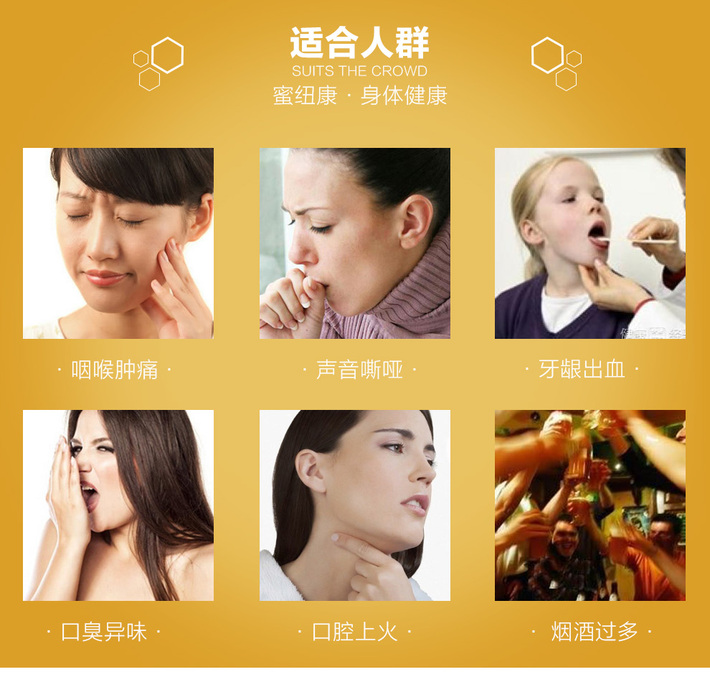 适合人群
SUITS THE CROWD
蜜纽康 · 身体健康
· 咽喉肿痛 ·
· 声音嘶哑 ·
· 牙龈出血 ·
· 口臭异味 ·
· 口腔上火 ·
· 烟酒过多 ·